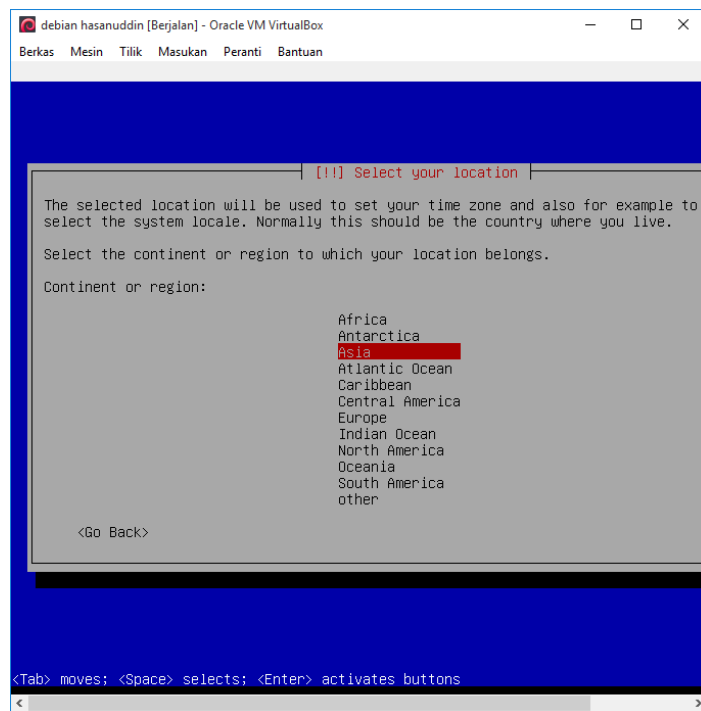 debian hasanuddin [Berjalan] - Oracle VM VirtualBox
Berkas Mesin Tilik Masukan Peranti Bantuan
[!!] Select your location
The selected location will be used to set your time zone and also for example to
select the system locale. Normally this should be the country where you live.
Select the continent or region to which your location belongs.
Continent or region:
Africa
Antarctica
Asia
Atlantic Ocean
Caribbean
Central America
Europe
Indian Ocean
North America
Oceania
South America
other
<Go Back>
<Tab> moves; <Space> selects; <Enter> activates buttons